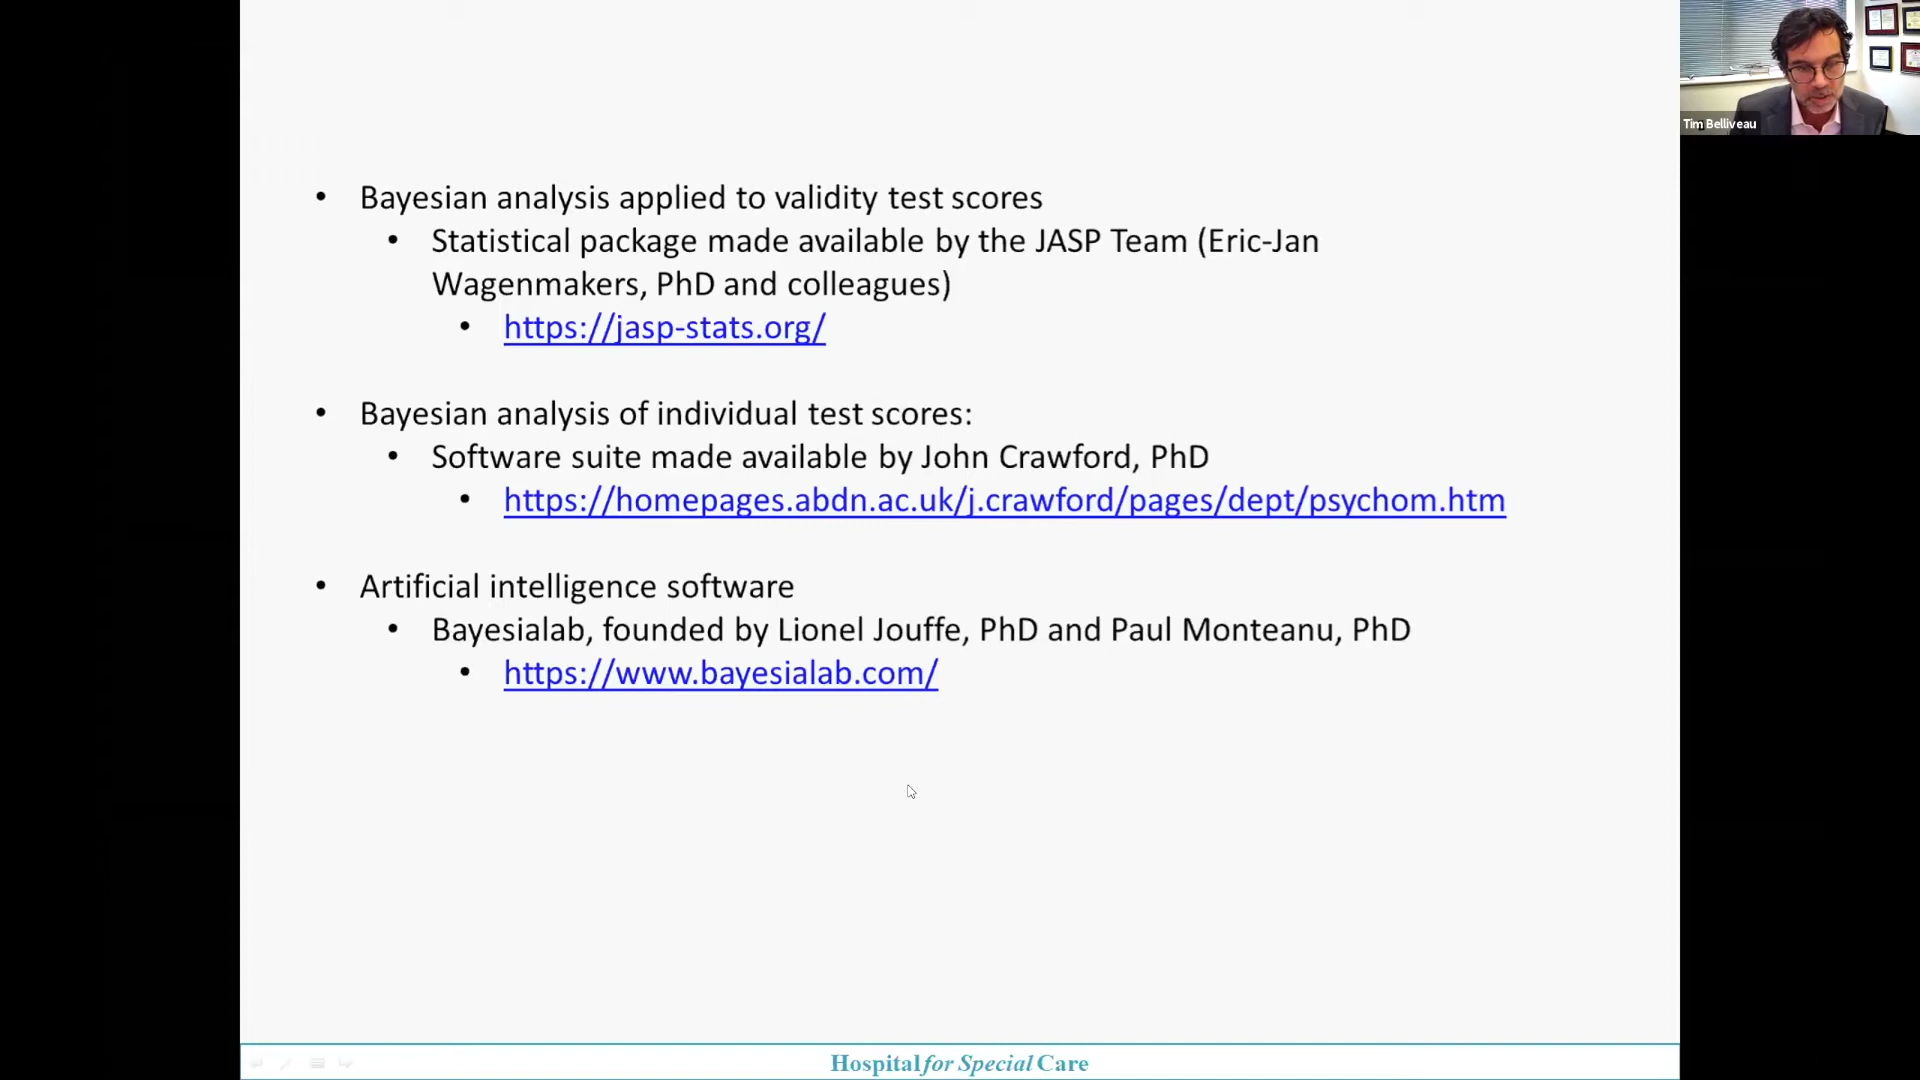 Tim Belliveau
• Bayesian analysis applied to validity test scores
• Statistical package made available by the JASP Team (Eric-Jan
Wagenmakers, PhD and colleagues)
• https://jasp-stats.org/
• Bayesian analysis of individual test scores:
• Software suite made available by John Crawford, PhD
• https://homepages.abdn.ac.uk/j.crawford/pages/dept/psychom.htm
• Artificial intelligence software
• Bayesialab, founded by Lionel Jouffe, PhD and Paul Monteanu, PhD
• https://www.bayesialab.com/
Hospital for Special Care